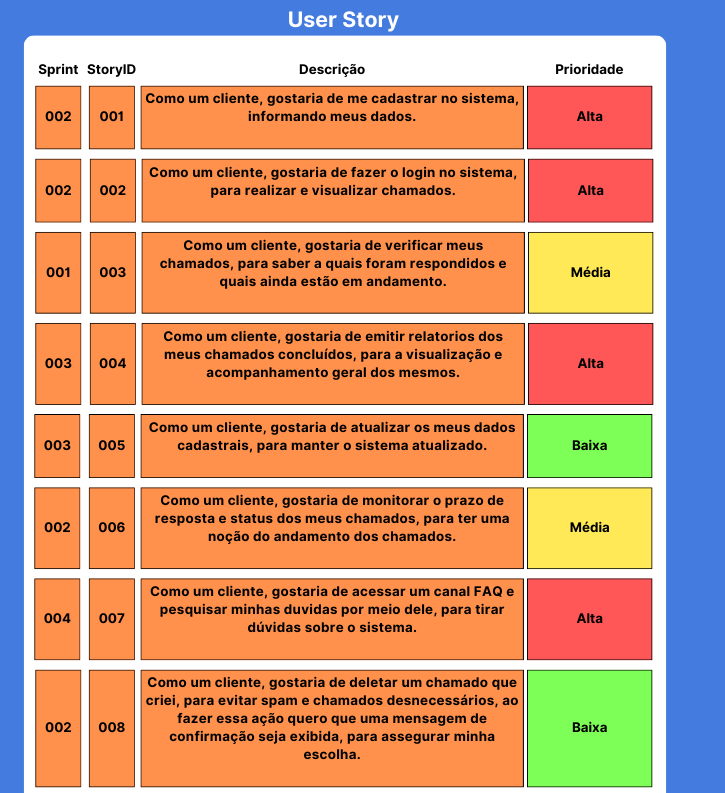 User Story
Sprint StoryID Descrição Prioridade
002 001 Como um cliente, gostaria de me cadastrar no sistema,
informando meus dados. Alta
002 002 Como um cliente, gostaria de fazer o login no sistema,
para realizar e visualizar chamados. Alta
Como um cliente, gostaria de verificar meus
001 003 chamados, para saber a quais foram respondidos e Média
quais ainda estão em andamento.
Como um cliente, gostaria de emitir relatorios dos
003 004 meus chamados concluídos, para a visualização e Alta
acompanhamento geral dos mesmos.
Como um cliente, gostaria de atualizar os meus dados
003 005 cadastrais, para manter o sistema atualizado. Baixa
Como um cliente, gostaria de monitorar o prazo de
002 006 resposta e status dos meus chamados, para ter uma Média
noção do andamento dos chamados.
Como um cliente, gostaria de acessar um canal FAQ e
004 007 pesquisar minhas duvidas por meio dele, para tirar Alta
dúvidas sobre o sistema.
Como um cliente, gostaria de deletar um chamado que
criei, para evitar spam e chamados desnecessários, ao
002 008 fazer essa ação quero que uma mensagem de Baixa
confirmação seja exibida, para assegurar minha
escolha.